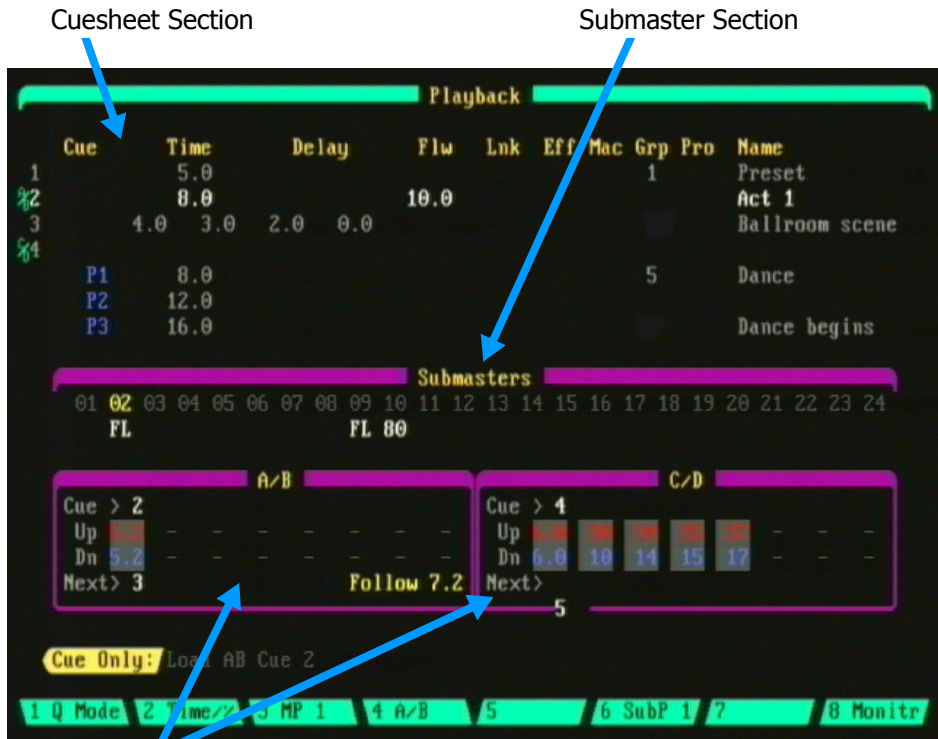 Cuesheet Section Submaster Section
Playback
Cue Time Delay Flw Lnk Eff Mac Grp Pro Name
1 5.0 1 Preset
A/B2 8.0 10.0 Act 1
3 4.0 3.0 2.0 0.0 Ballroom scene
C/D4
P1 8.0 5 Dance
P2 12.0
P3 16.0 Dance begins
Submasters
01 02 03 04 05 06 07 08 09 10 11 12 13 14 15 16 17 18 19 20 21 22 23 24
FL FL 80
A/B C/D
Cue > 2 Cue > 4
Up 5.2 - - - - - - - Up 6.0 - - -
Dn 5.2 - - - - - - - Dn 6.0 10 14 15 17 - - -
Next> 3 Follow 7.2 Next>
5
Cue Only: Load AB Cue 2
1 Q Mode 2 Time/% 3 MP 1 4 A/B 5 6 SubP 1 7 8 Monitr